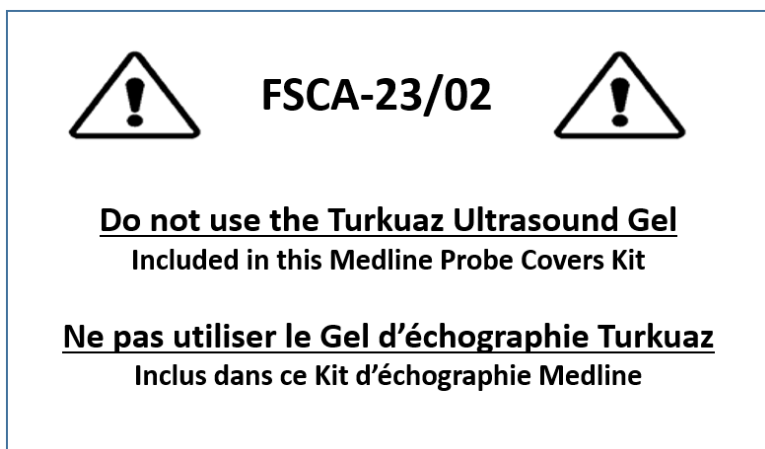 FSCA-23/02
Do not use the Turkuaz Ultrasound Gel
Included in this Medline Probe Covers Kit
Ne pas utiliser le Gel d’échographie Turkuaz
Inclus dans ce Kit d’échographie Medline